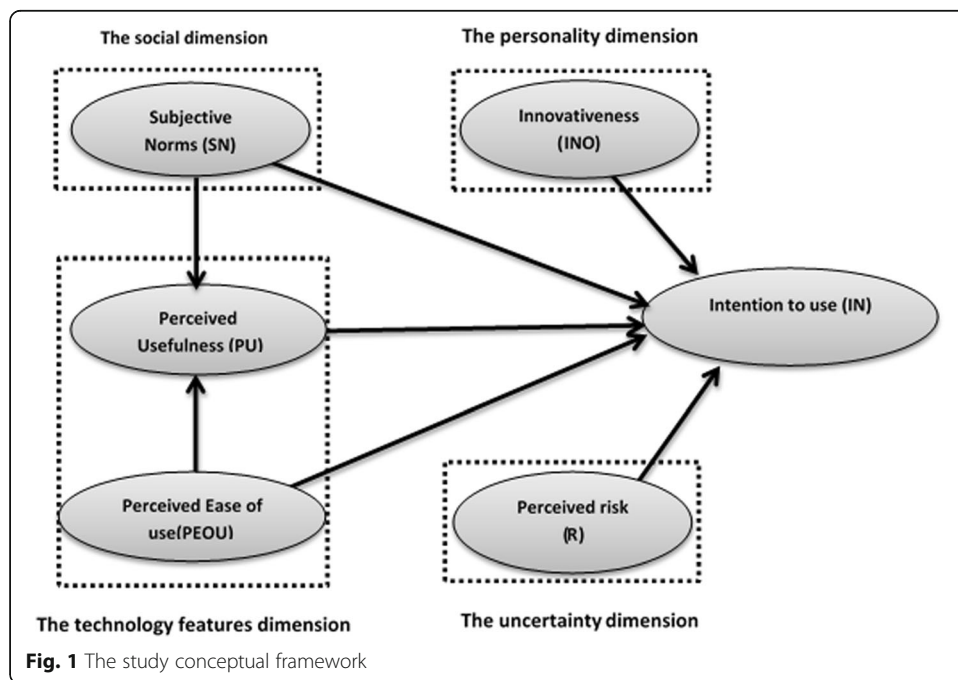 The social dimension
The personality dimension
Subjective
Norms (SN)
Innovativeness
(INO)
Perceived
Usefulness (PU)
Intention to use (IN)
Perceived Ease of
use(PEOU)
Perceived risk
(R)
The technology features dimension
The uncertainty dimension
Fig. 1 The study conceptual framework